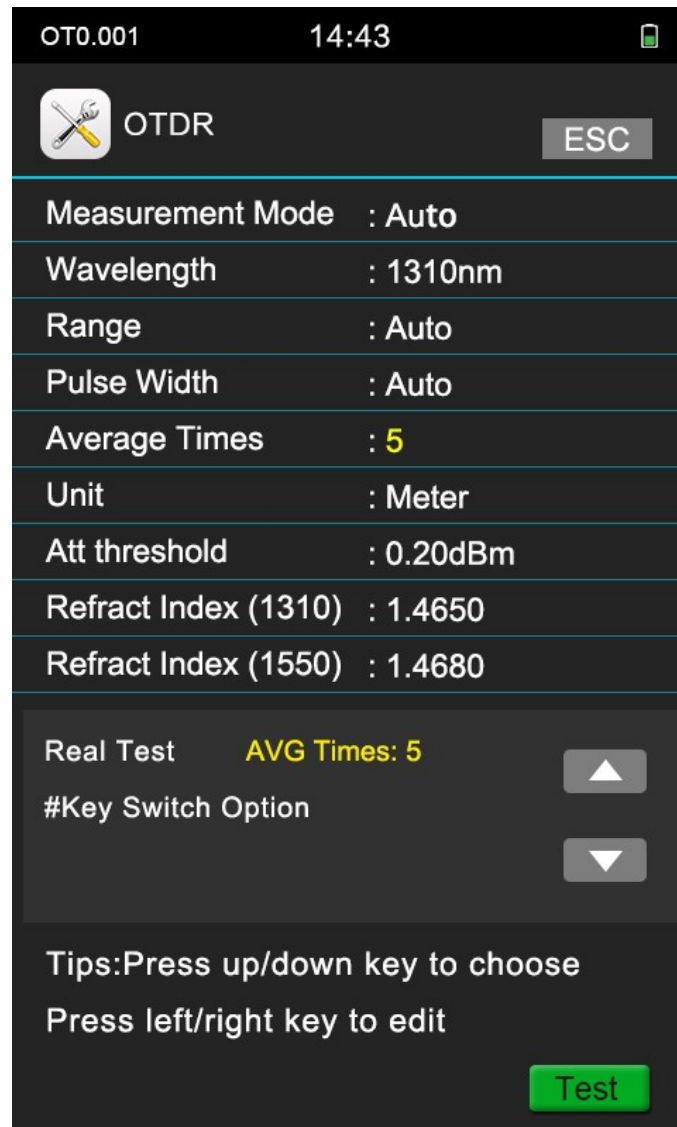 OT0.001 14:43
OTDR
ESC
Measurement Mode : Auto
Wavelength : 1310nm
Range : Auto
Pulse Width : Auto
Average Times : 5
Unit : Meter
Att threshold : 0.20dBm
Refract Index (1310) : 1.4650
Refract Index (1550) : 1.4680
Real Test AVG Times: 5
#Key Switch Option
Tips:Press up/down key to choose
Press left/right key to edit
Test